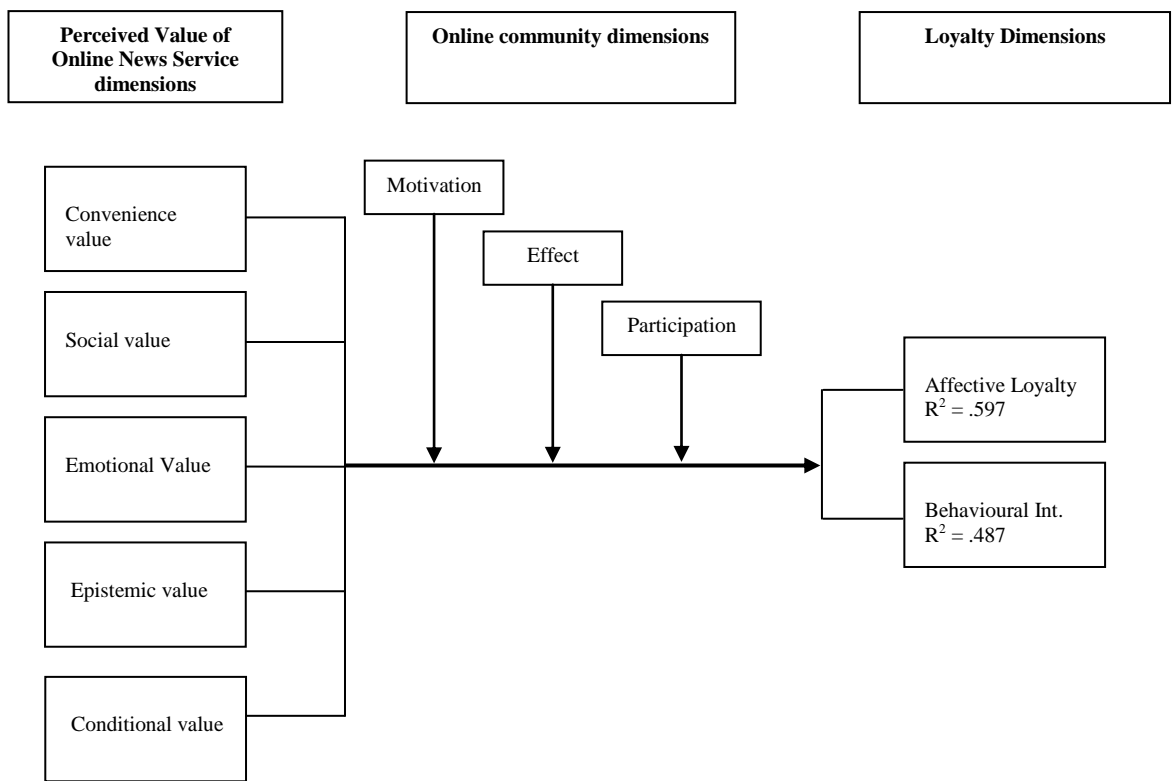 Perceived Value of
Online News Service
dimensions
Online community dimensions
Loyalty Dimensions
Convenience
value
Social value
Emotional Value
Epistemic value
Conditional value
Motivation
Effect
Participation
Affective Loyalty
R² = .597
Behavioural Int.
R² = .487